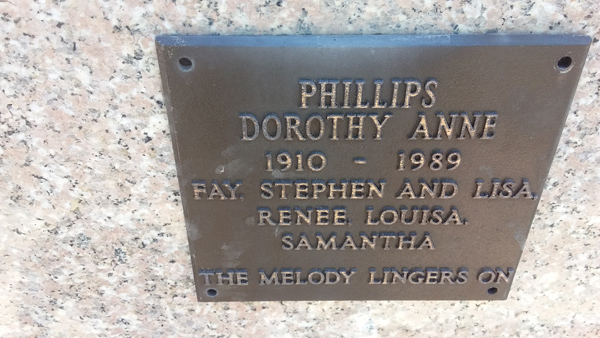 PHILLIPS
DOROTHY ANNE
1910 - 1989
FAY, STEPHEN AND LISA,
RENEE, LOUISA,
SAMANTHA
THE MELODY LINGERS ON